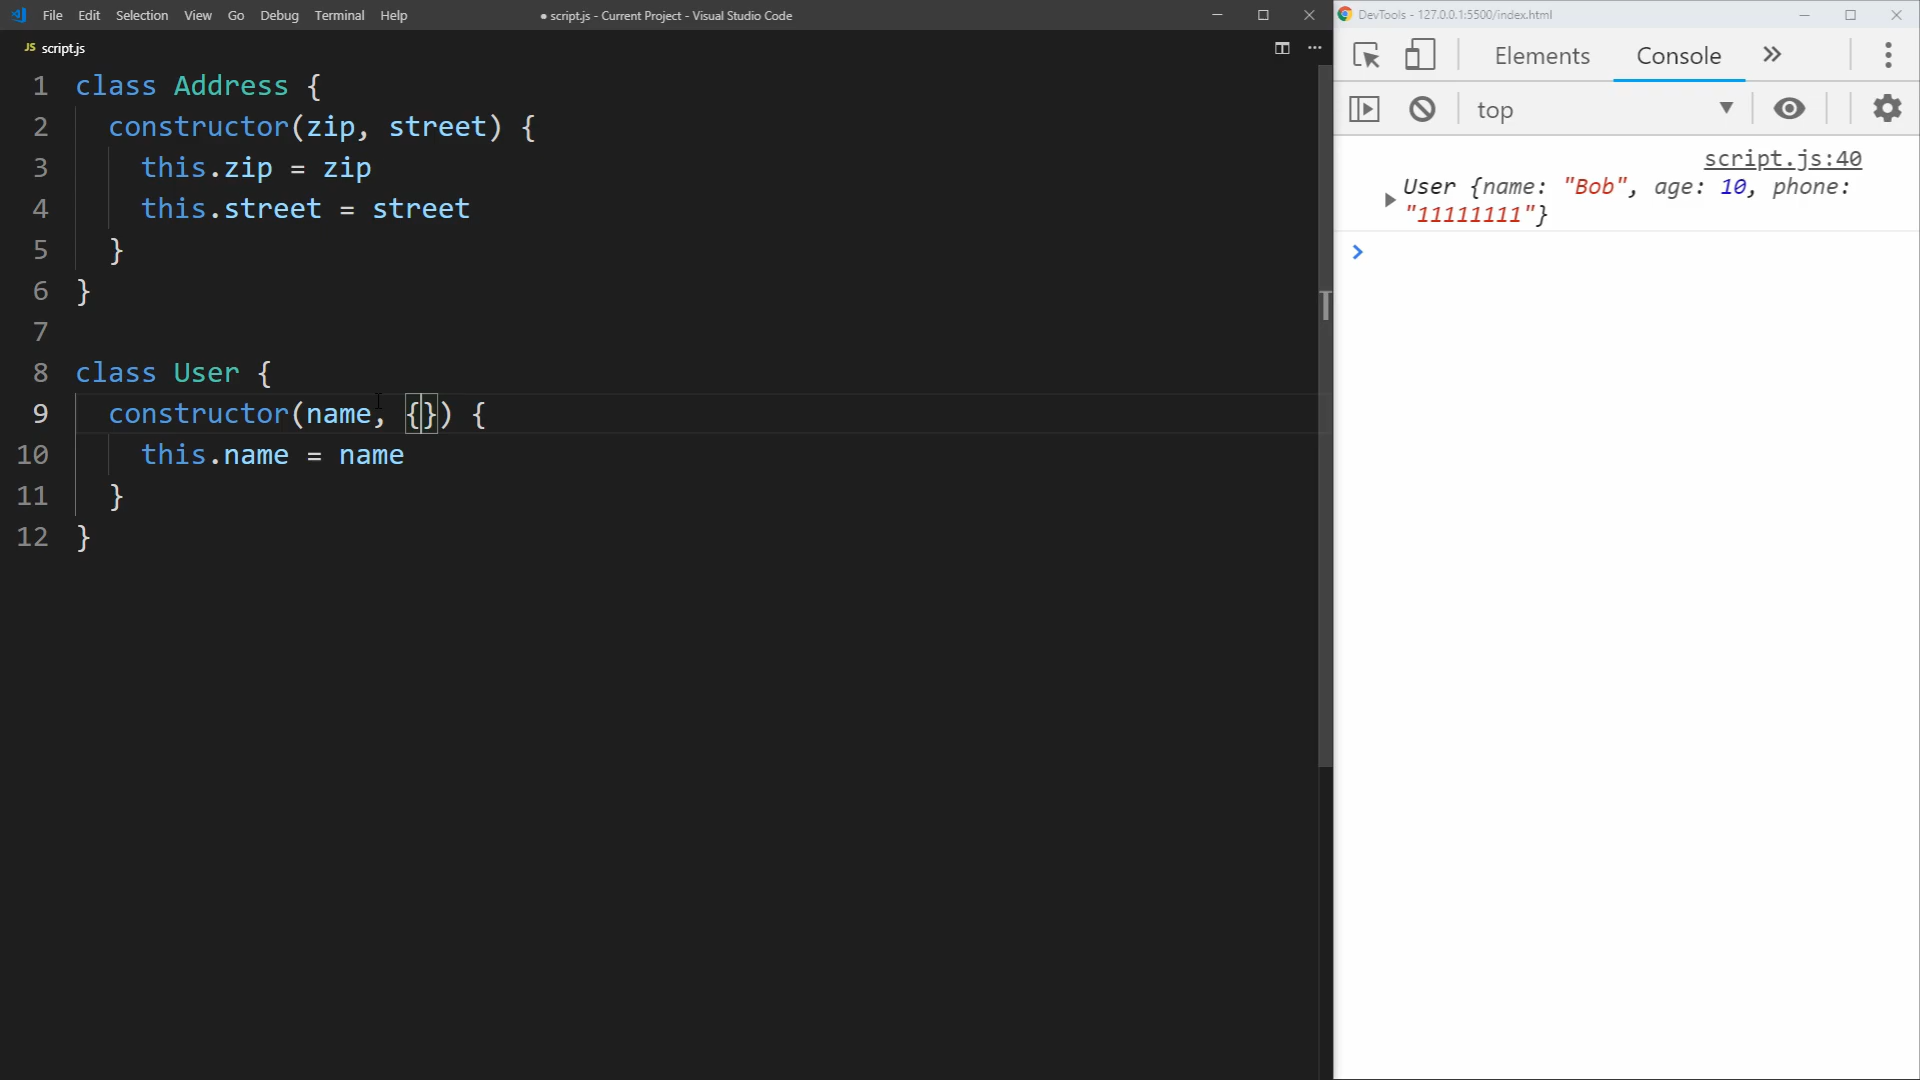 File Edit Selection View Go Debug Terminal Help
● script.js - Current Project - Visual Studio Code
JS script.js
1 class Address {
2 constructor(zip, street) {
3 this.zip = zip
4 this.street = street
5 }
6 }
7
8 class User {
9 constructor(name, {}) {
10 this.name = name
11 }
12 }
DevTools - 127.0.0.1:5500/index.html
Elements Console »
top
script.js:40
User {name: "Bob", age: 10, phone:
"11111111"}